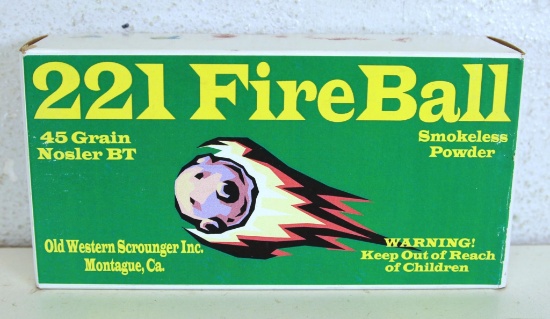 221 FireBall
45 Grain
Nosler BT
Smokeless
Powder
Old Western Scrounger Inc.
Montague, Ca.
WARNING!
Keep Out of Reach
of Children